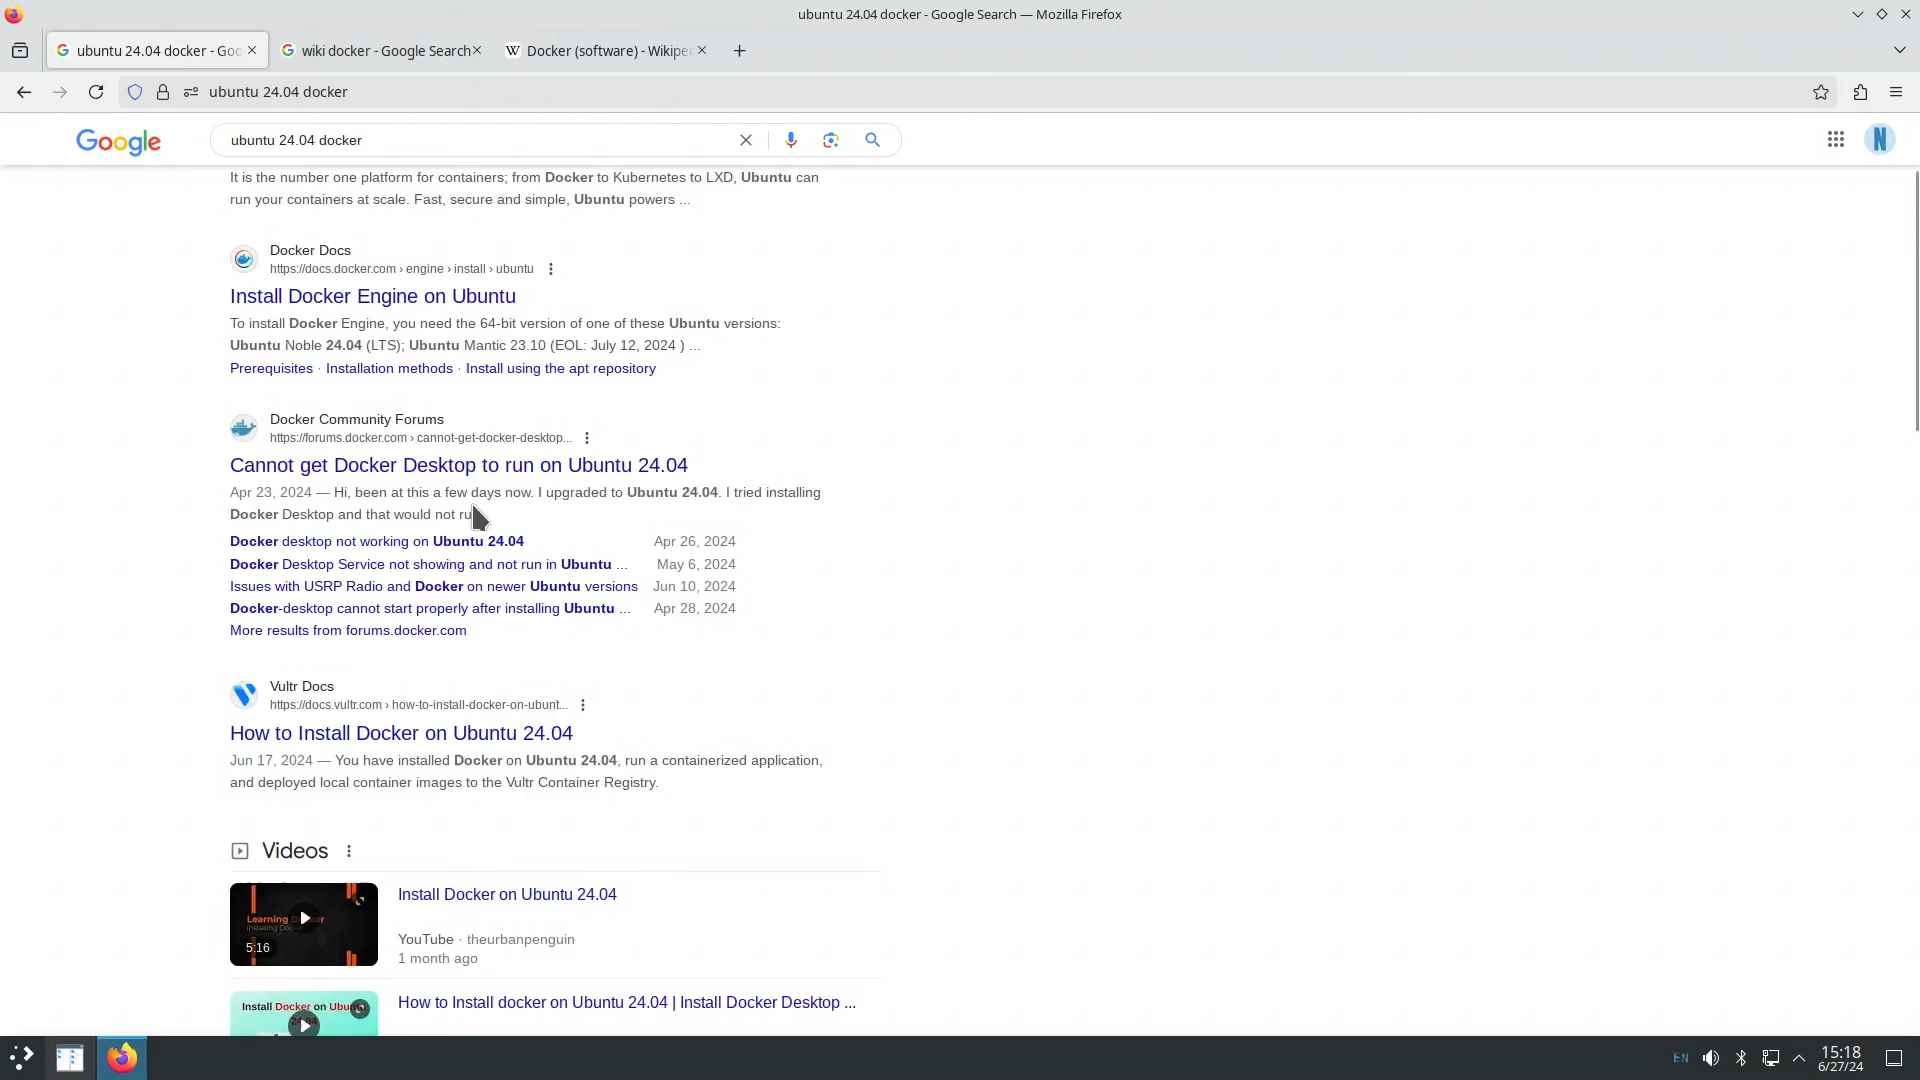 ubuntu 24.04 docker - Google Search — Mozilla Firefox
ubuntu 24.04 docker - Goo
wiki docker - Google Search
W Docker (software) - Wikipe
ubuntu 24.04 docker
Google
ubuntu 24.04 docker
N
It is the number one platform for containers; from Docker to Kubernetes to LXD, Ubuntu can
run your containers at scale. Fast, secure and simple, Ubuntu powers ...
Docker Docs
https://docs.docker.com › engine › install › ubuntu
Install Docker Engine on Ubuntu
To install Docker Engine, you need the 64-bit version of one of these Ubuntu versions:
Ubuntu Noble 24.04 (LTS); Ubuntu Mantic 23.10 (EOL: July 12, 2024 ) ...
Prerequisites · Installation methods · Install using the apt repository
Docker Community Forums
https://forums.docker.com › cannot-get-docker-desktop...
Cannot get Docker Desktop to run on Ubuntu 24.04
Apr 23, 2024 — Hi, been at this a few days now. I upgraded to Ubuntu 24.04. I tried installing
Docker Desktop and that would not ru
Docker desktop not working on Ubuntu 24.04 Apr 26, 2024
Docker Desktop Service not showing and not run in Ubuntu ... May 6, 2024
Issues with USRP Radio and Docker on newer Ubuntu versions Jun 10, 2024
Docker-desktop cannot start properly after installing Ubuntu ... Apr 28, 2024
More results from forums.docker.com
Vultr Docs
https://docs.vultr.com › how-to-install-docker-on-ubunt...
How to Install Docker on Ubuntu 24.04
Jun 17, 2024 — You have installed Docker on Ubuntu 24.04, run a containerized application,
and deployed local container images to the Vultr Container Registry.
Videos
Learning
Installing
5:16
Install Docker on Ubuntu 24.04
YouTube · theurbanpenguin
1 month ago
Install Docker on Ubuntu
How to Install docker on Ubuntu 24.04 | Install Docker Desktop ...
EN
15:18
6/27/24